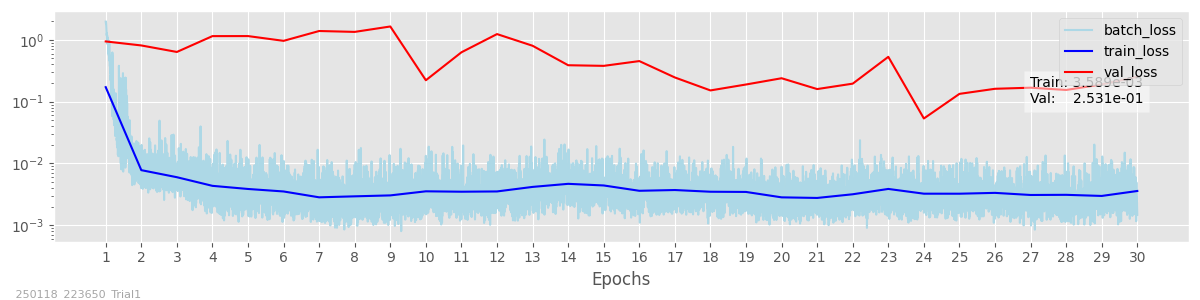 10⁰
10⁻¹
10⁻²
10⁻³
batch_loss
train_loss
val_loss
Train: 3.589e-03
Val: 2.531e-01
1 2 3 4 5 6 7 8 9 10 11 12 13 14 15 16 17 18 19 20 21 22 23 24 25 26 27 28 29 30
Epochs
250118_223650_Trial1